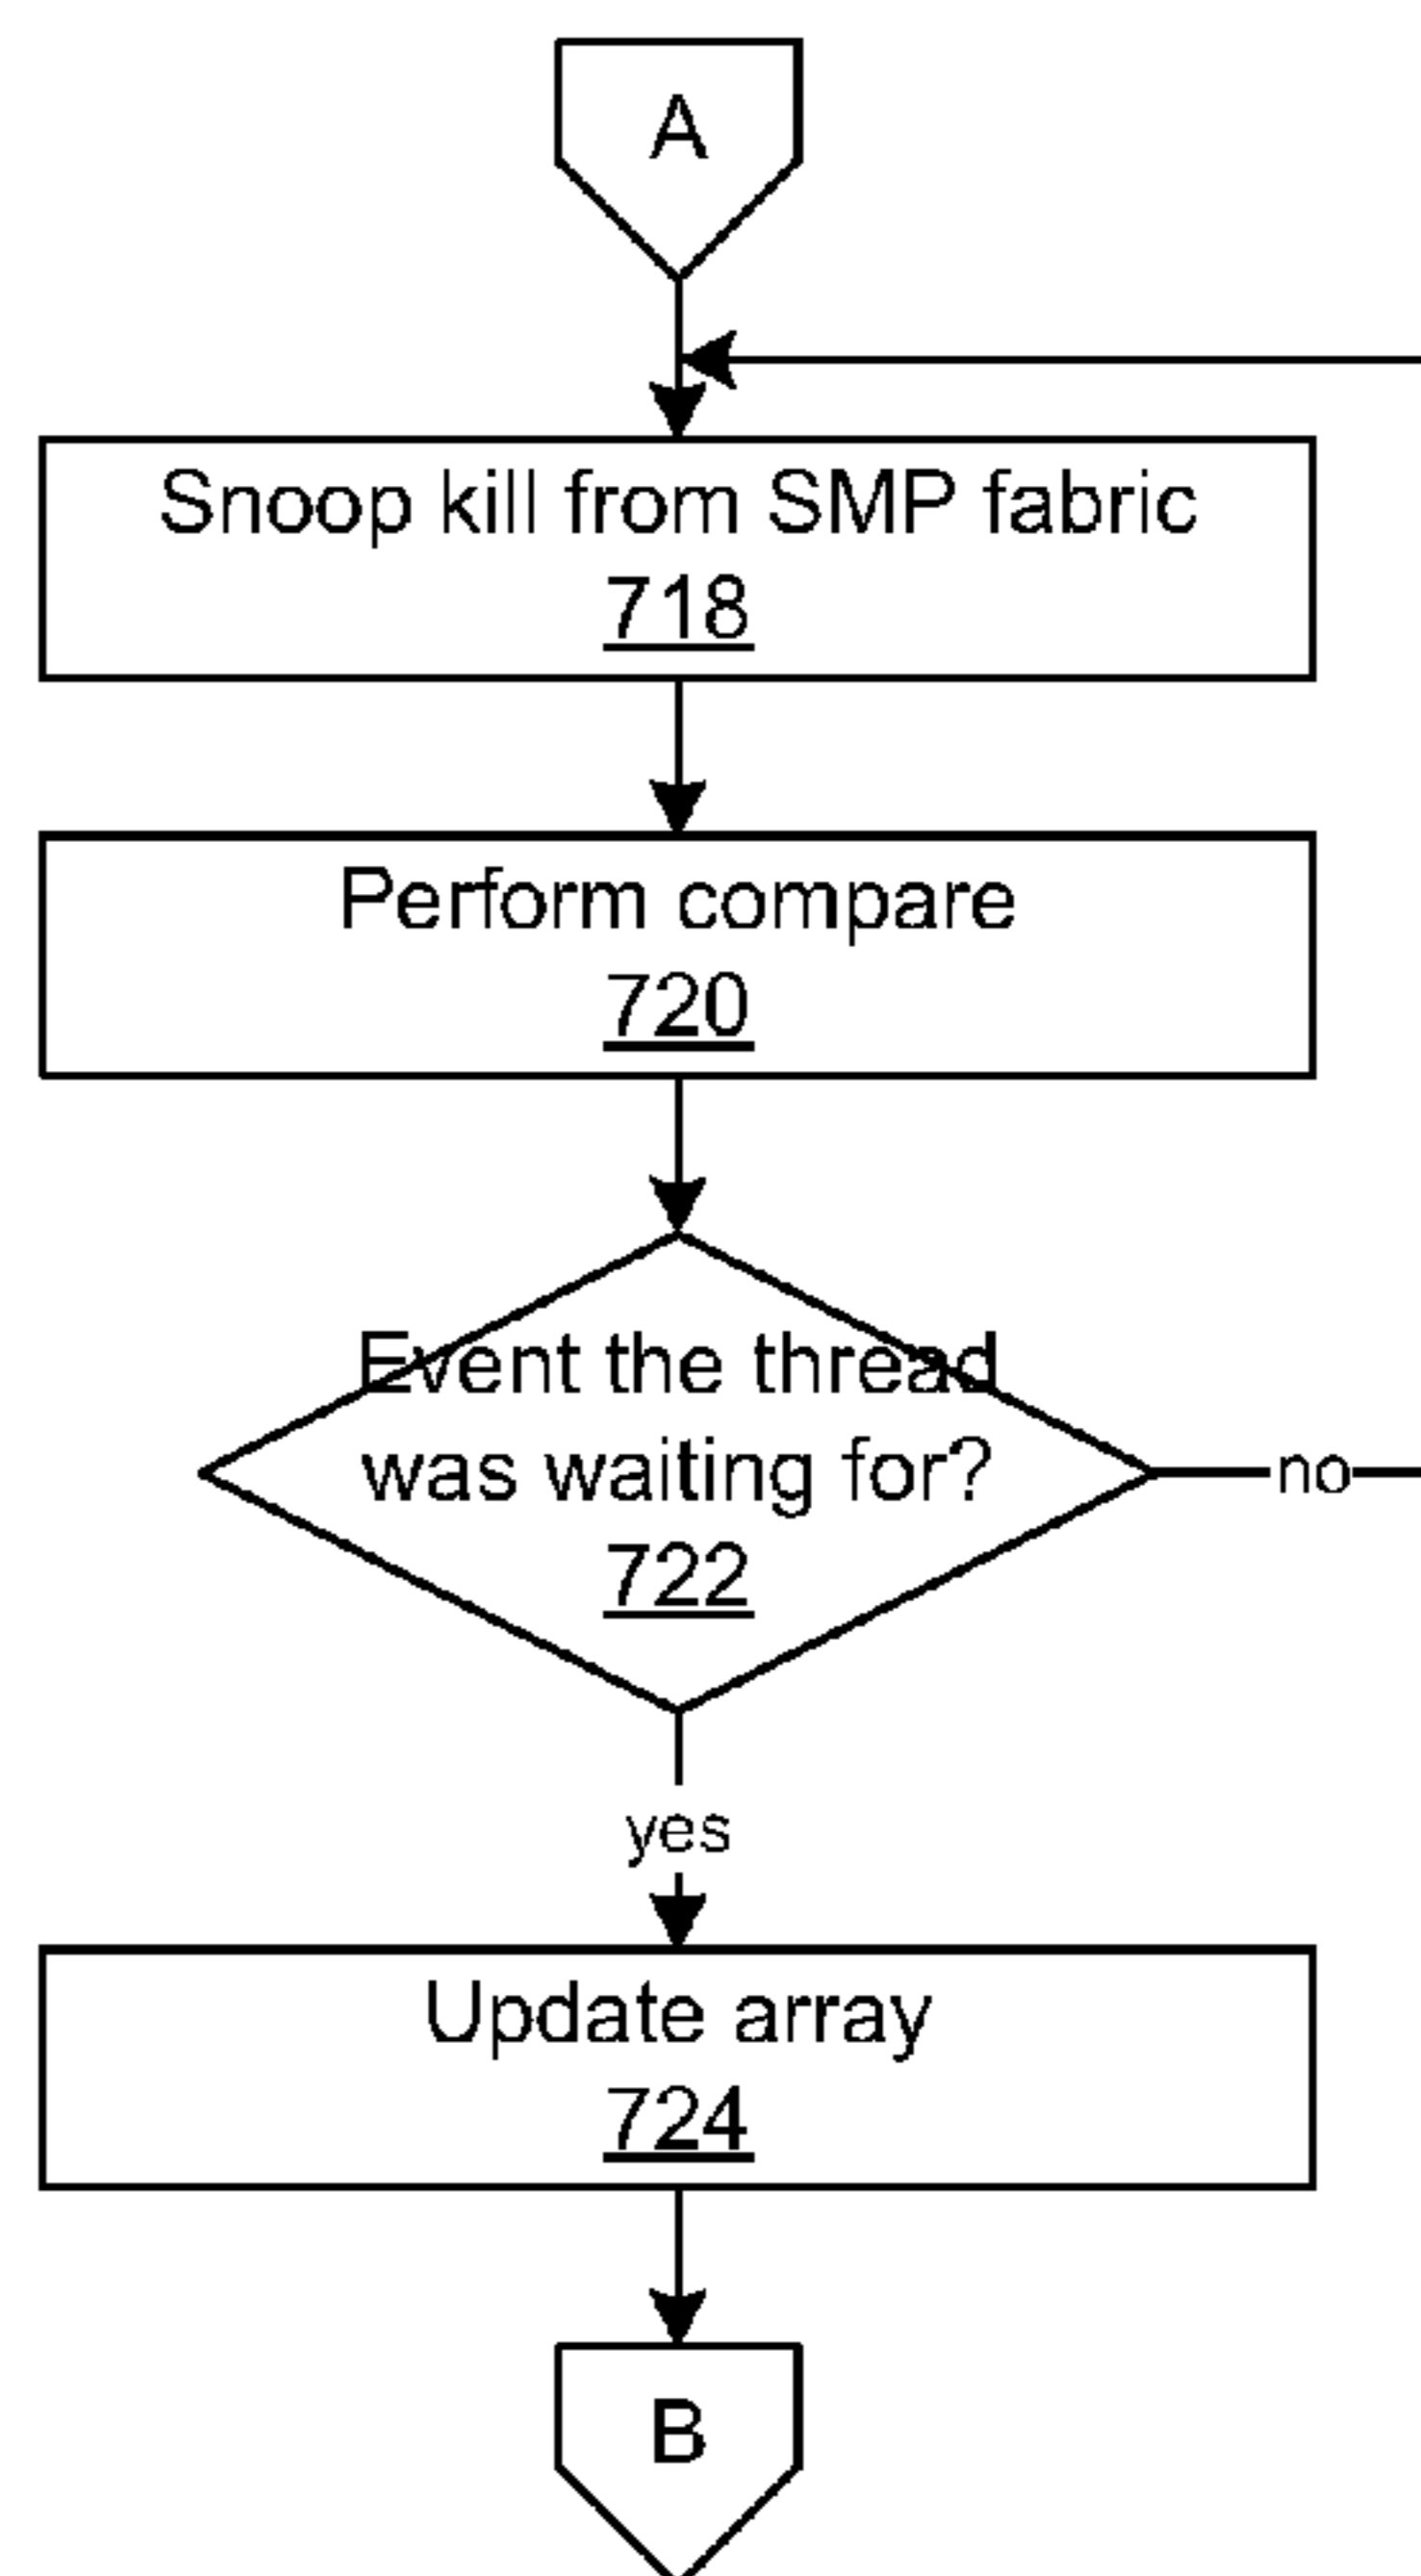 A
Snoop kill from SMP fabric
718
Perform compare
720
Event the thread
was waiting for?
722
no
yes
Update array
724
B